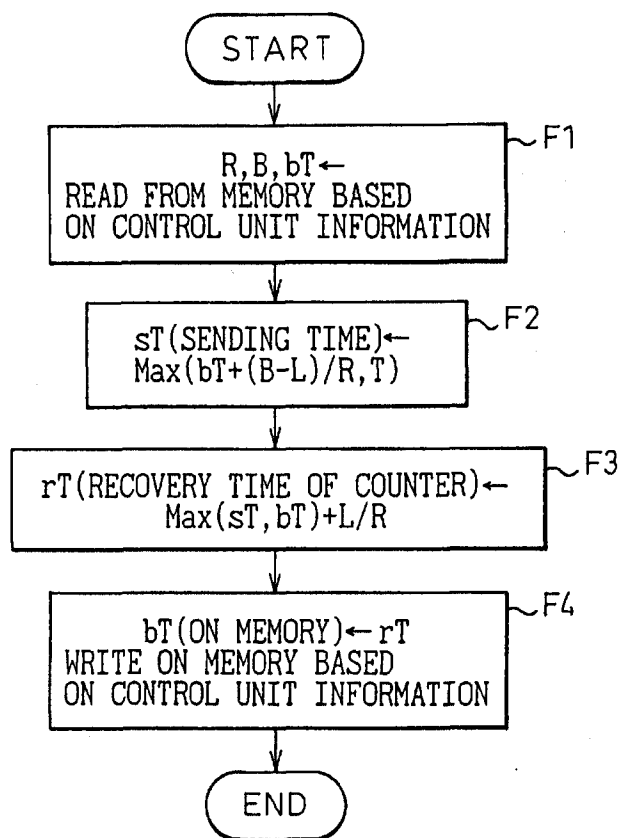 START
F1
R,B,bT←
READ FROM MEMORY BASED
ON CONTROL UNIT INFORMATION
F2
sT(SENDING TIME)←
Max(bT+(B-L)/R,T)
F3
rT(RECOVERY TIME OF COUNTER)←
Max(sT,bT)+L/R
F4
bT(ON MEMORY)←rT
WRITE ON MEMORY BASED
ON CONTROL UNIT INFORMATION
END